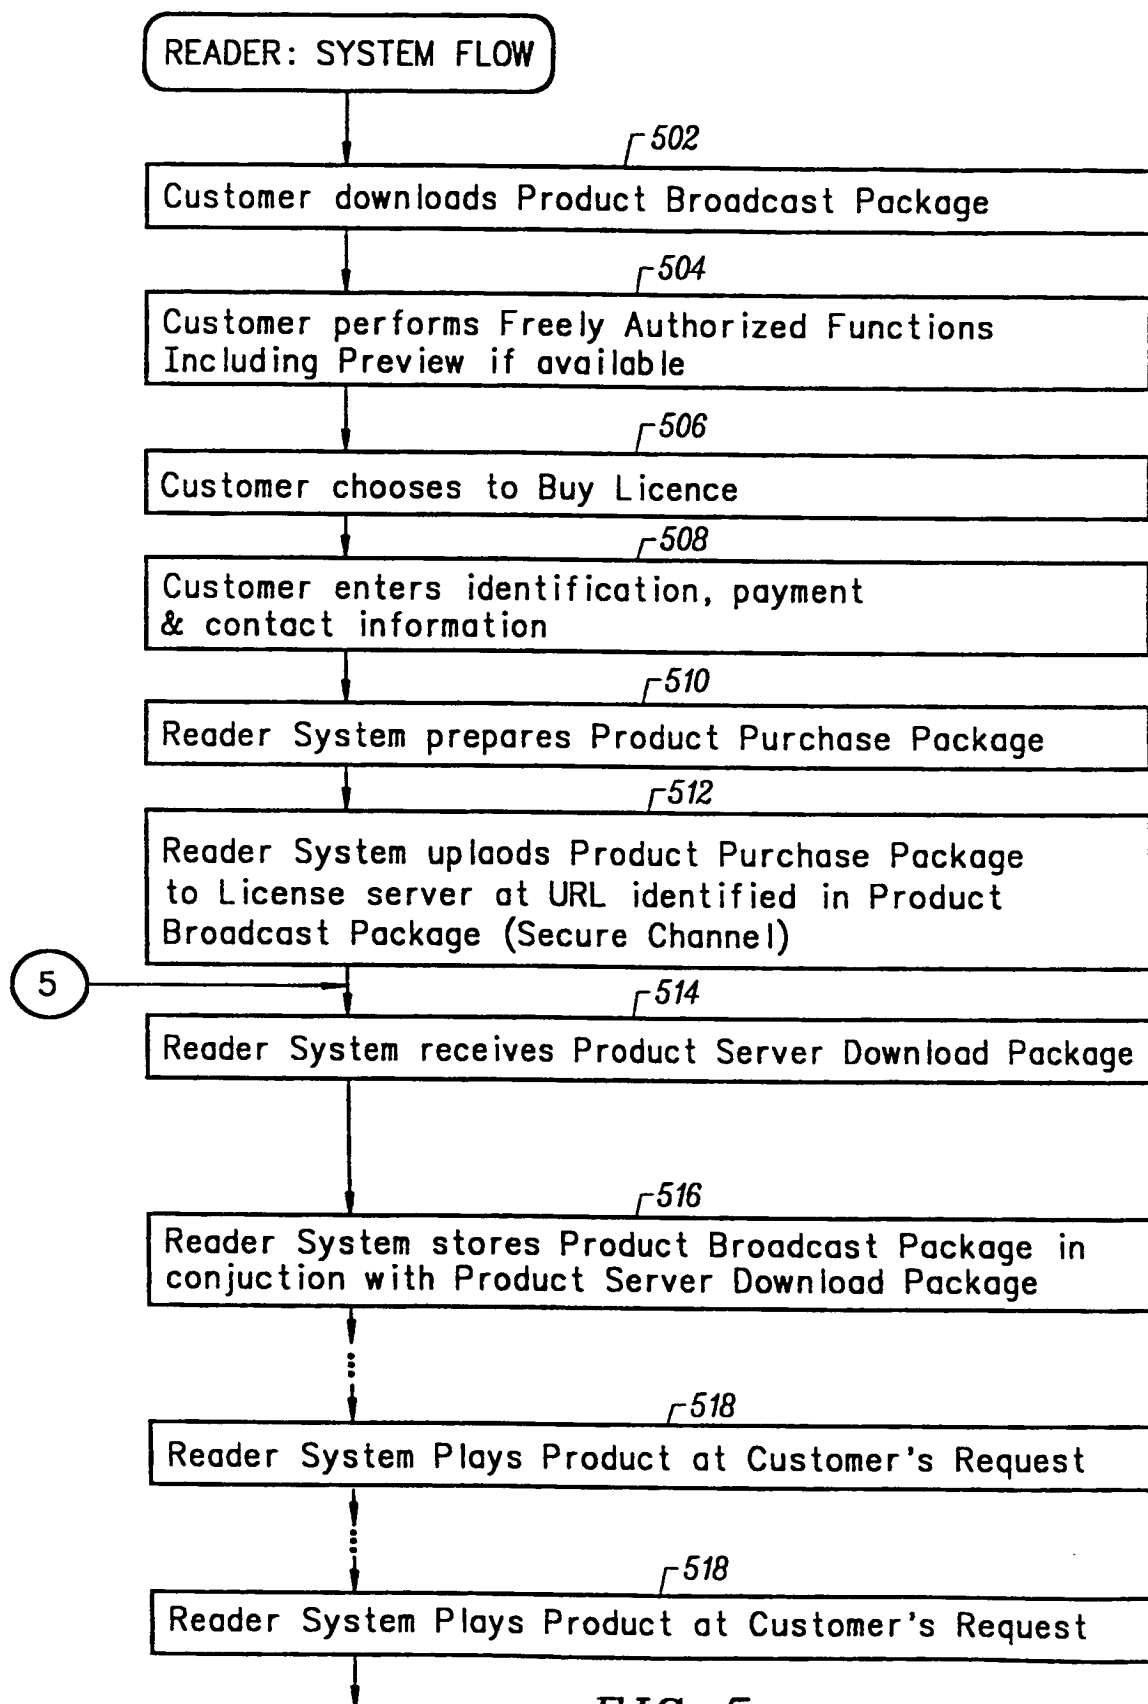 READER: SYSTEM FLOW
502
Customer downloads Product Broadcast Package
504
Customer performs Freely Authorized Functions
Including Preview if available
506
Customer chooses to Buy Licence
508
Customer enters identification, payment
& contact information
510
Reader System prepares Product Purchase Package
512
Reader System uplaods Product Purchase Package
to License server at URL identified in Product
Broadcast Package (Secure Channel)
5
514
Reader System receives Product Server Download Package
516
Reader System stores Product Broadcast Package in
conjuction with Product Server Download Package
518
Reader System Plays Product at Customer's Request
518
Reader System Plays Product at Customer's Request
FIG. 5